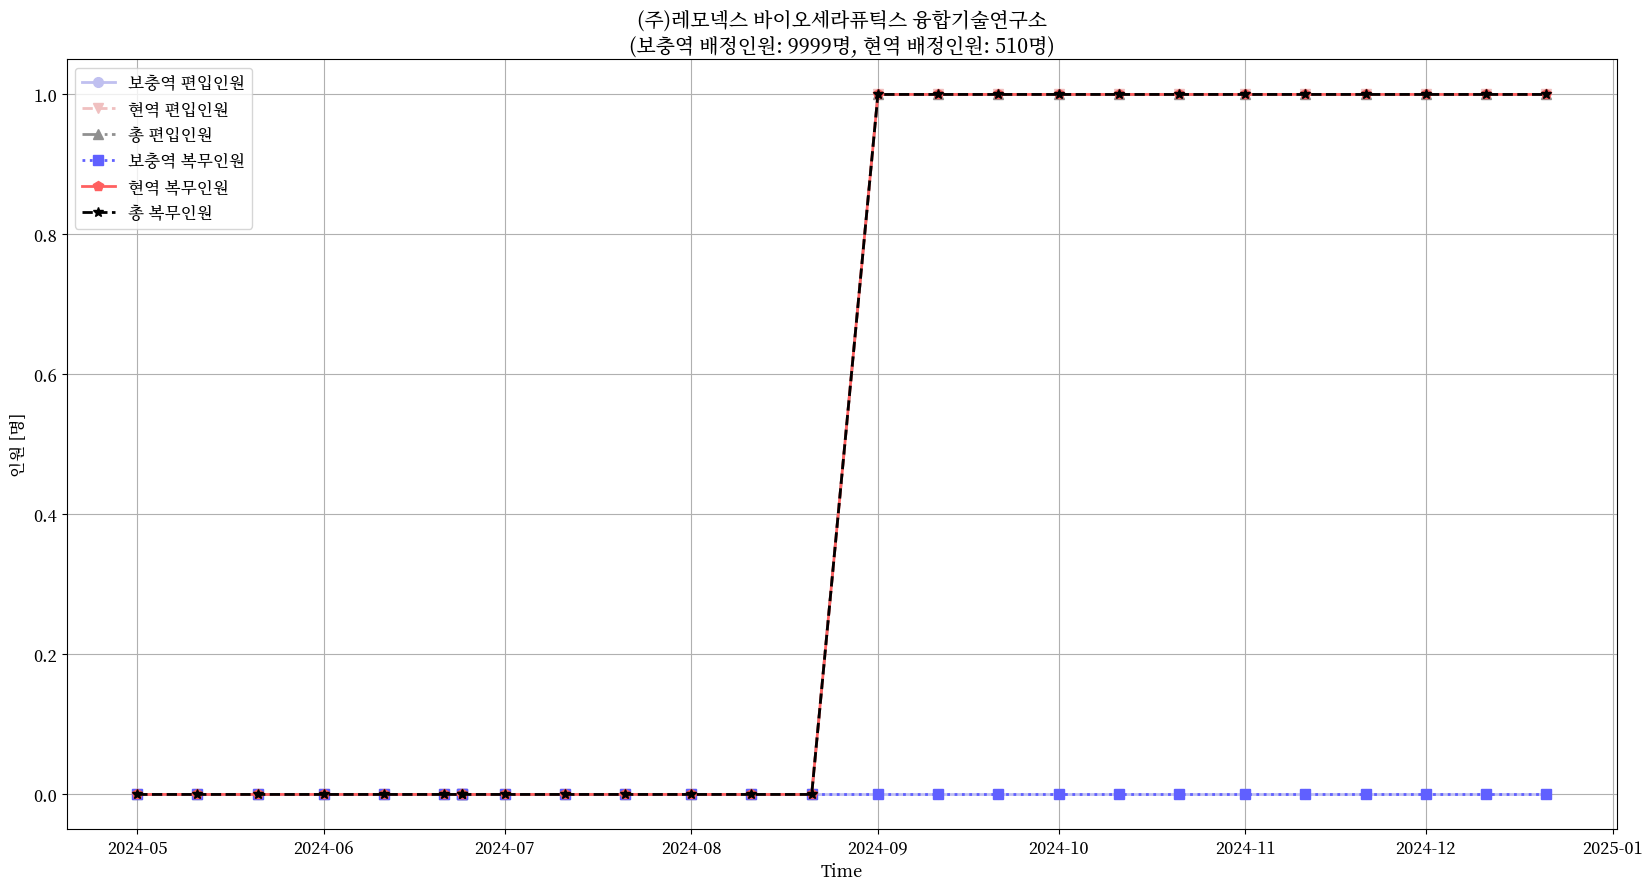 (주)레모넥스 바이오세라퓨틱스 융합기술연구소
(보충역 배정인원: 9999명, 현역 배정인원: 510명)
보충역 편입인원
현역 편입인원
총 편입인원
보충역 복무인원
현역 복무인원
총 복무인원
1.0
0.8
0.6
0.4
0.2
0.0
인원 [명]
2024-05
2024-06
2024-07
2024-08
2024-09
2024-10
2024-11
2024-12
2025-01
Time